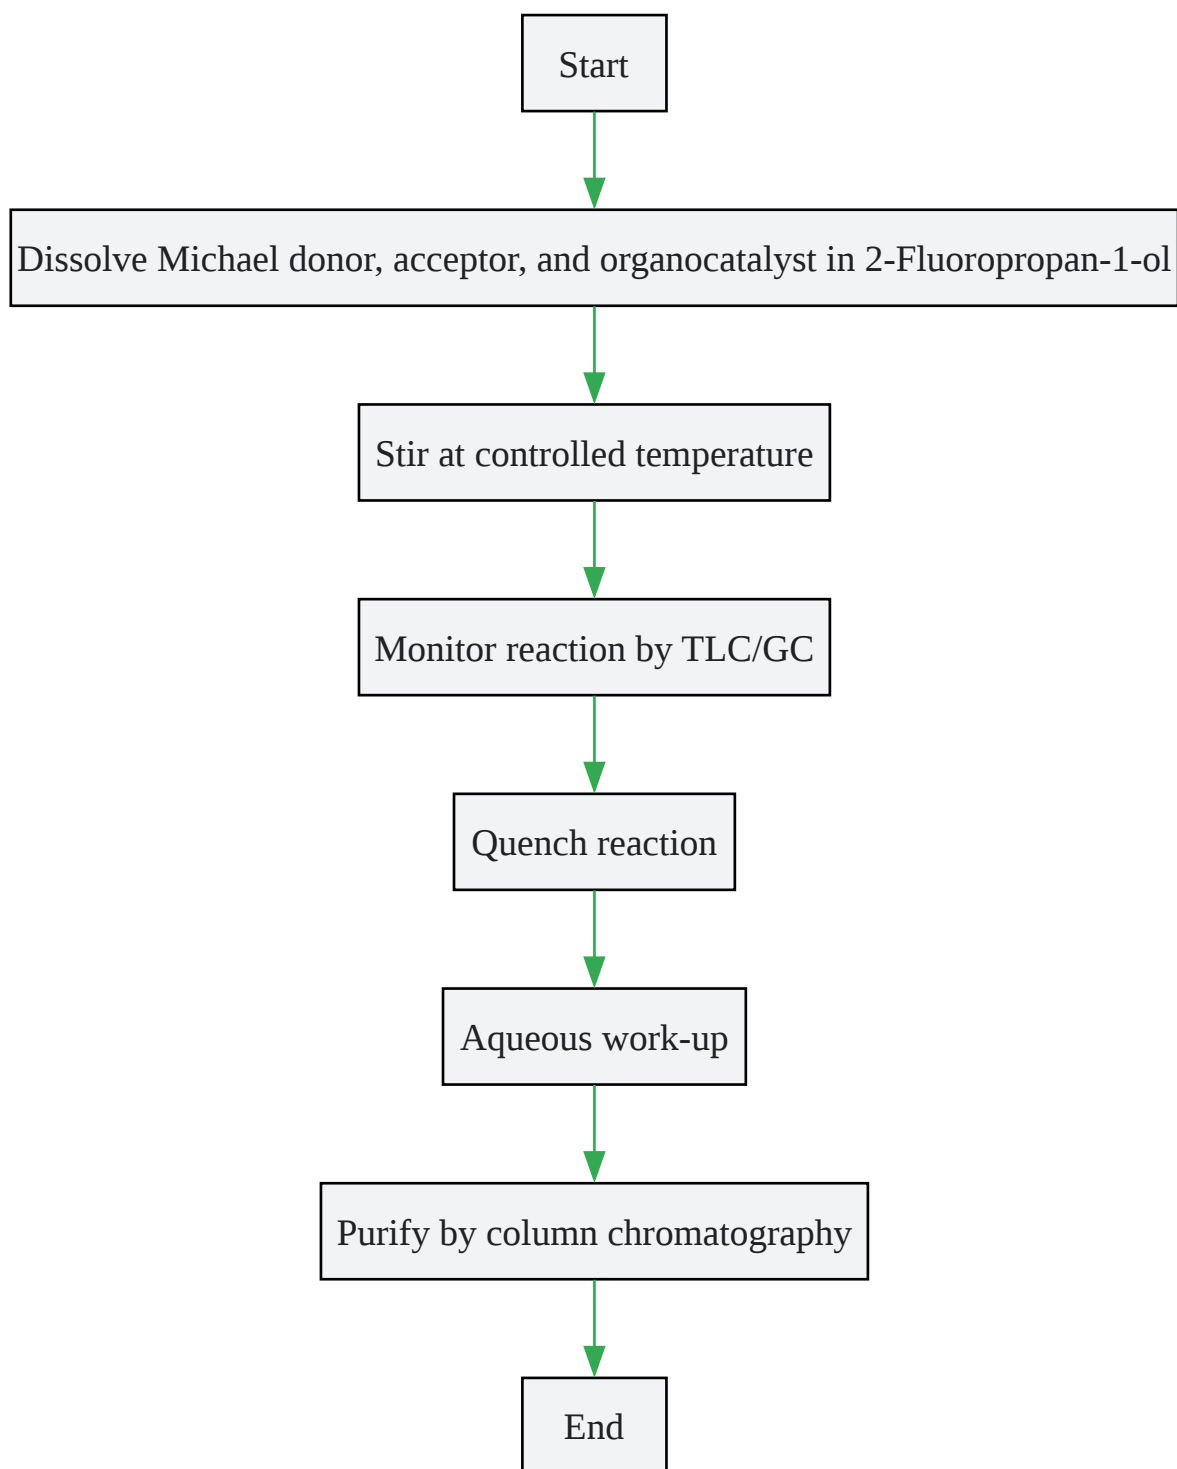 Start
Dissolve Michael donor, acceptor, and organocatalyst in 2-Fluoropropan-1-ol
Stir at controlled temperature
Monitor reaction by TLC/GC
Quench reaction
Aqueous work-up
Purify by column chromatography
End